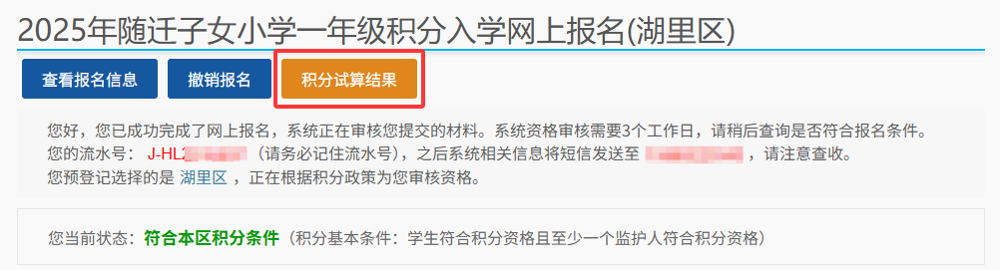 2025年随迁子女小学一年级积分入学网上报名(湖里区)
查看报名信息 撤销报名 积分试算结果
您好，您已成功完成了网上报名，系统正在审核您提交的材料。系统资格审核需要3个工作日，请稍后查询是否符合报名条件。
您的流水号： J-HL （请务必记住流水号），之后系统相关信息将短信发送至 ，请注意查收。
您预登记选择的是 湖里区 ，正在根据积分政策为您审核资格。
您当前状态：符合本区积分条件（积分基本条件：学生符合积分资格且至少一个监护人符合积分资格）